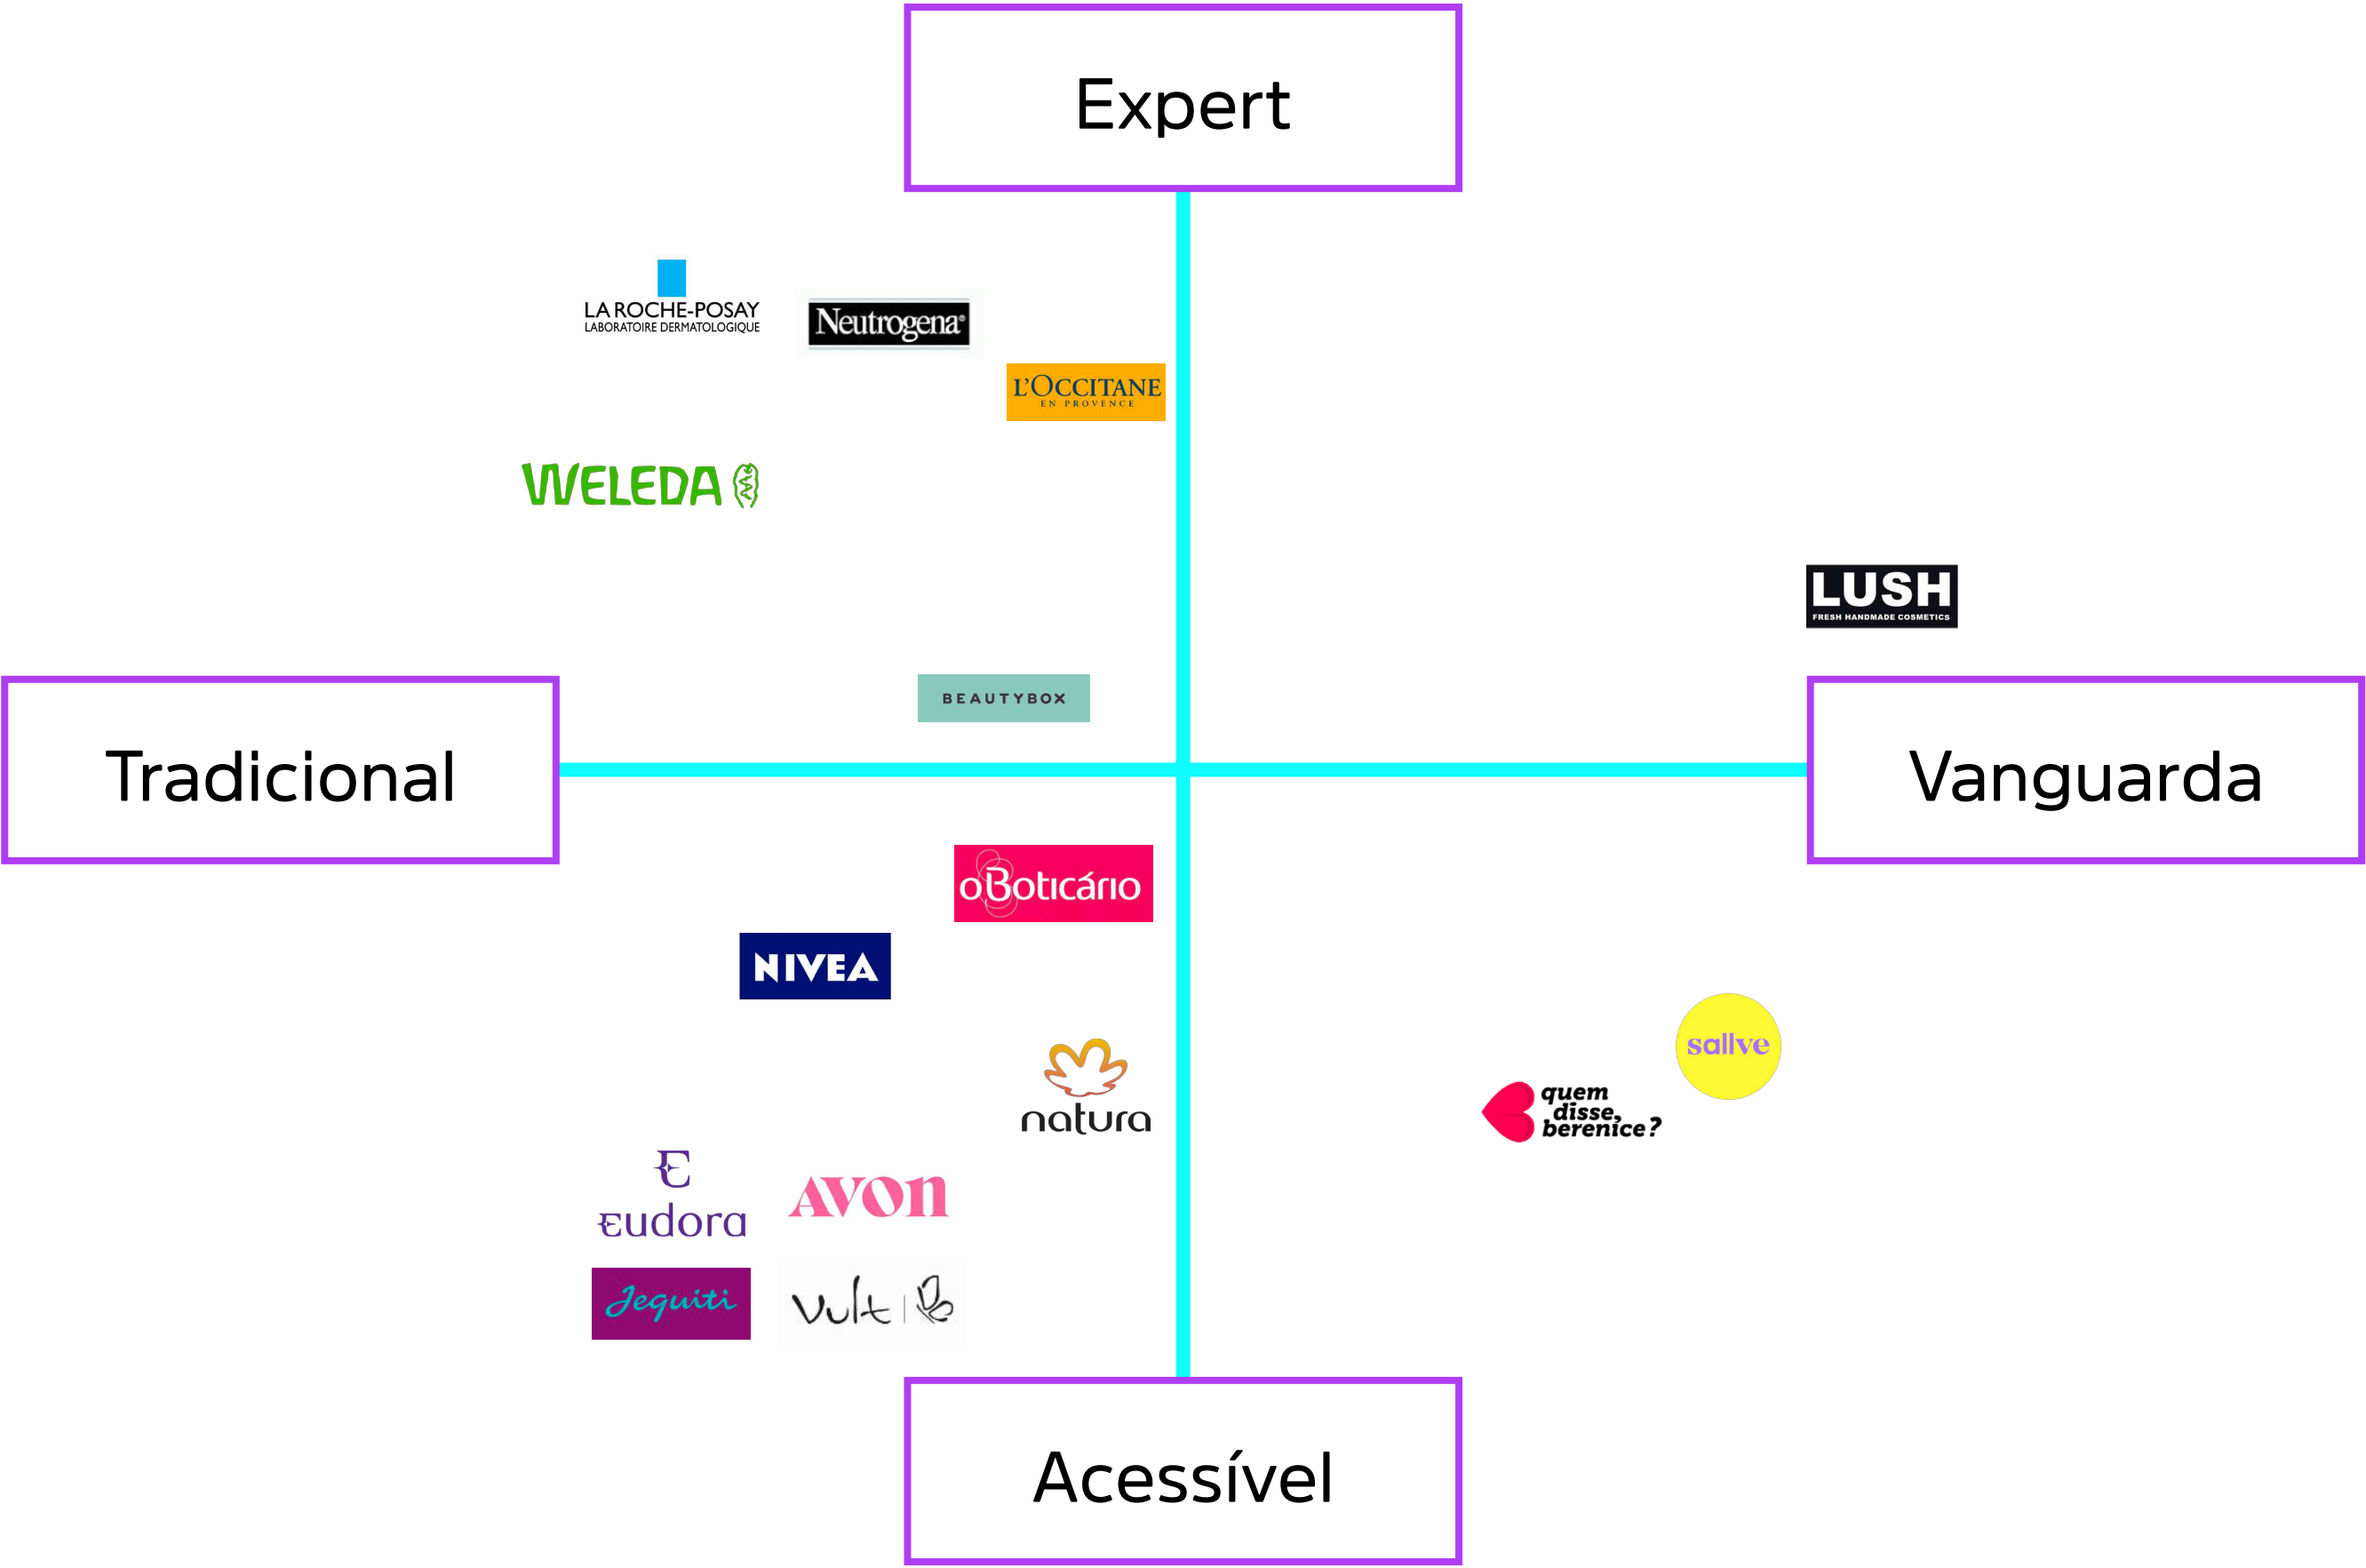 Expert
LA ROCHE-POSAY
LABORATOIRE DERMATOLOGIQUE
Neutrogena®
L'OCCITANE
EN PROVENCE
WELEDA
LUSH
FRESH HANDMADE COSMETICS
BEAUTYBOX
Tradicional
Vanguarda
oBoticário
NIVEA
natura
sallve
quem
disse,
berenice?
eudora
AVON
Jequiti
Vult
Acessível